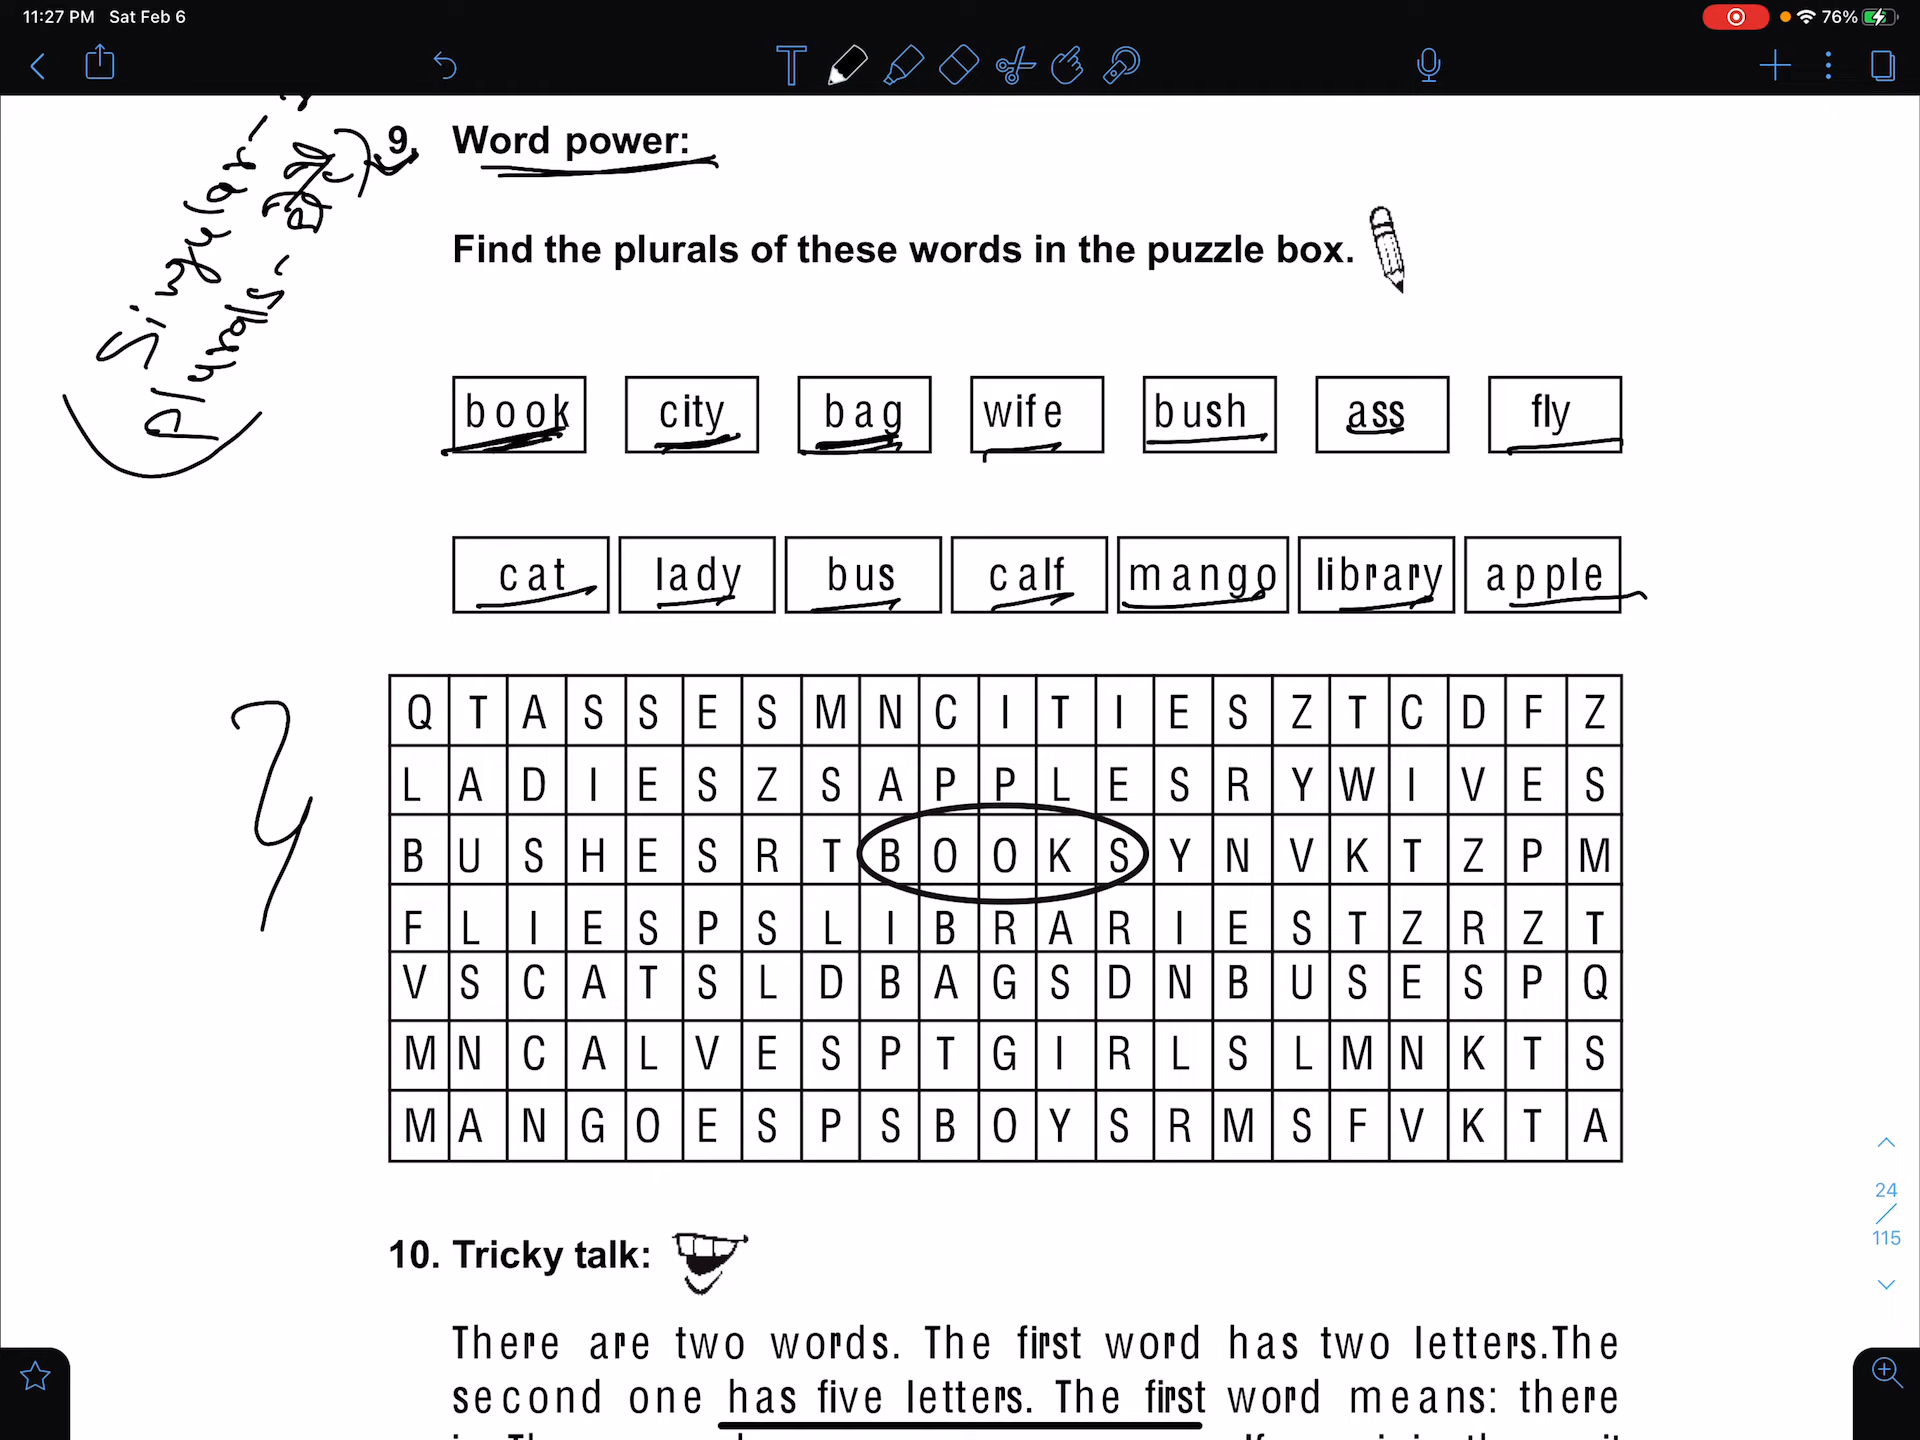 11:27 PM Sat Feb 6 76%
Singular -
Plurals -
9. Word power:
Find the plurals of these words in the puzzle box.
book city bag wife bush ass fly
cat lady bus calf mango library apple
Q T A S S E S M N C I T I E S Z T C D F Z
L A D I E S Z S A P P L E S R Y W I V E S
B U S H E S R T B O O K S Y N V K T Z P M
F L I E S P S L I B R A R I E S T Z R Z T
V S C A T S L D B A G S D N B U S E S P Q
M N C A L V E S P T G I R L S L M N K T S
M A N G O E S P S B O Y S R M S F V K T A
24
115
10. Tricky talk:
There are two words. The first word has two letters.The
second one has five letters. The first word means: there